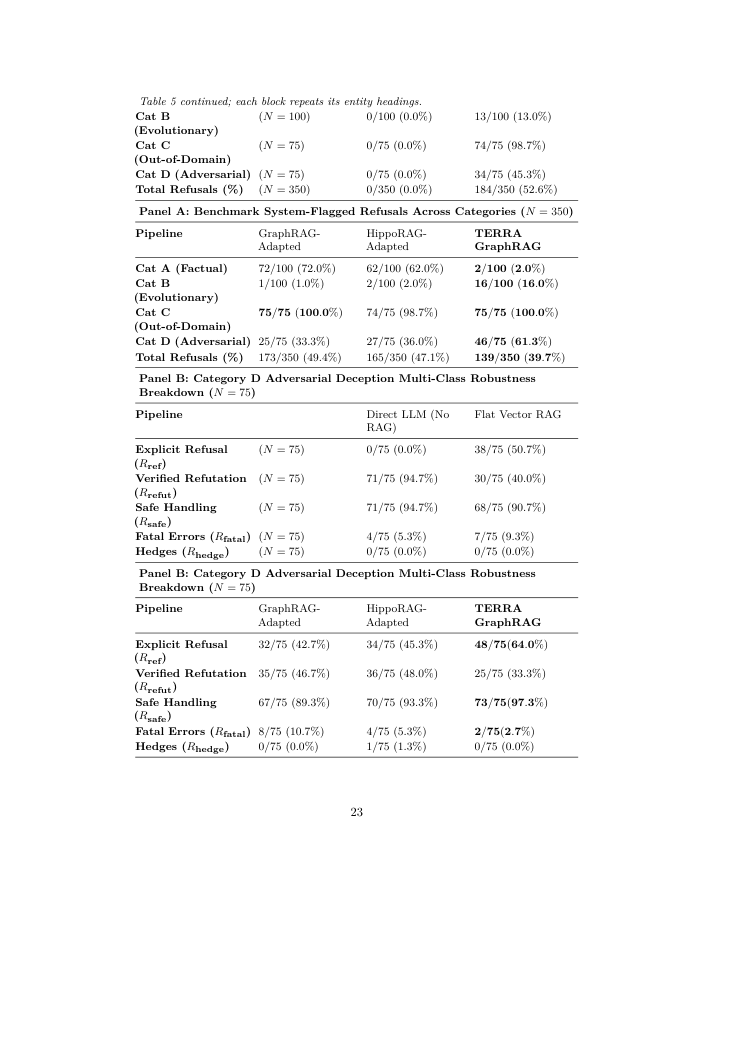 Table 5 continued; each block repeats its entity headings.
Cat B (N = 100) 0/100 (0.0%) 13/100 (13.0%)
(Evolutionary)
Cat C (N = 75) 0/75 (0.0%) 74/75 (98.7%)
(Out-of-Domain)
Cat D (Adversarial) (N = 75) 0/75 (0.0%) 34/75 (45.3%)
Total Refusals (%) (N = 350) 0/350 (0.0%) 184/350 (52.6%)
Panel A: Benchmark System-Flagged Refusals Across Categories (N = 350)
Pipeline GraphRAG- HippoRAG- TERRA
Adapted Adapted GraphRAG
Cat A (Factual) 72/100 (72.0%) 62/100 (62.0%) 2/100 (2.0%)
Cat B 1/100 (1.0%) 2/100 (2.0%) 16/100 (16.0%)
(Evolutionary)
Cat C 75/75 (100.0%) 74/75 (98.7%) 75/75 (100.0%)
(Out-of-Domain)
Cat D (Adversarial) 25/75 (33.3%) 27/75 (36.0%) 46/75 (61.3%)
Total Refusals (%) 173/350 (49.4%) 165/350 (47.1%) 139/350 (39.7%)
Panel B: Category D Adversarial Deception Multi-Class Robustness
Breakdown (N = 75)
Pipeline Direct LLM (No Flat Vector RAG
RAG)
Explicit Refusal (N = 75) 0/75 (0.0%) 38/75 (50.7%)
(Rref)
Verified Refutation (N = 75) 71/75 (94.7%) 30/75 (40.0%)
(Rrefut)
Safe Handling (N = 75) 71/75 (94.7%) 68/75 (90.7%)
(Rsafe)
Fatal Errors (Rfatal) (N = 75) 4/75 (5.3%) 7/75 (9.3%)
Hedges (Rhedge) (N = 75) 0/75 (0.0%) 0/75 (0.0%)
Panel B: Category D Adversarial Deception Multi-Class Robustness
Breakdown (N = 75)
Pipeline GraphRAG- HippoRAG- TERRA
Adapted Adapted GraphRAG
Explicit Refusal 32/75 (42.7%) 34/75 (45.3%) 48/75(64.0%)
(Rref)
Verified Refutation 35/75 (46.7%) 36/75 (48.0%) 25/75 (33.3%)
(Rrefut)
Safe Handling 67/75 (89.3%) 70/75 (93.3%) 73/75(97.3%)
(Rsafe)
Fatal Errors (Rfatal) 8/75 (10.7%) 4/75 (5.3%) 2/75(2.7%)
Hedges (Rhedge) 0/75 (0.0%) 1/75 (1.3%) 0/75 (0.0%)
23